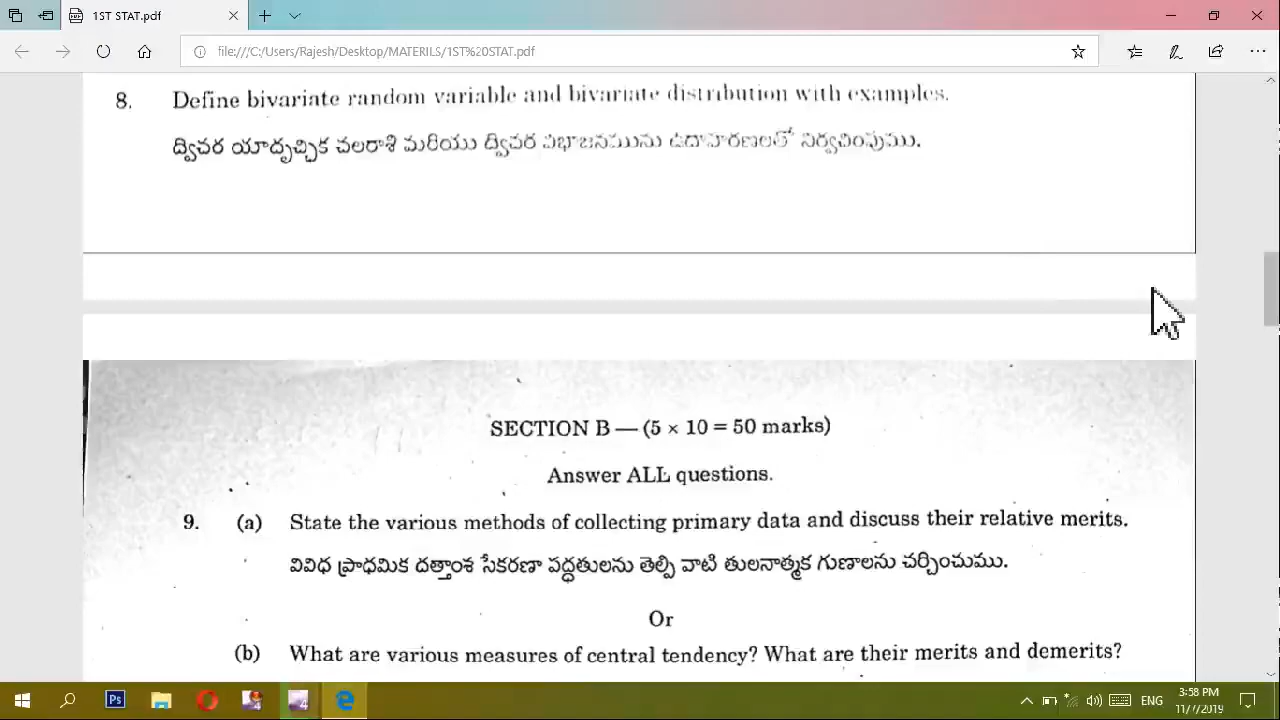 1ST STAT.pdf
file:///C:/Users/Rajesh/Desktop/MATERILS/1ST%20STAT.pdf
8. Define bivariate random variable and bivariate distribution with examples.
ద్విచర యాదృచ్ఛిక చలరాశి మరియు ద్విచర విభాజనమును ఉదాహరణలతో నిర్వచింపుము.
SECTION B — (5 × 10 = 50 marks)
Answer ALL questions.
9. (a) State the various methods of collecting primary data and discuss their relative merits.
వివిధ ప్రాధమిక దత్తాంశ సేకరణా పద్ధతులను తెల్పి వాటి తులనాత్మక గుణాలను చర్చించుము.
Or
(b) What are various measures of central tendency? What are their merits and demerits?
Ps
4
ENG
3:58 PM
11/7/2019